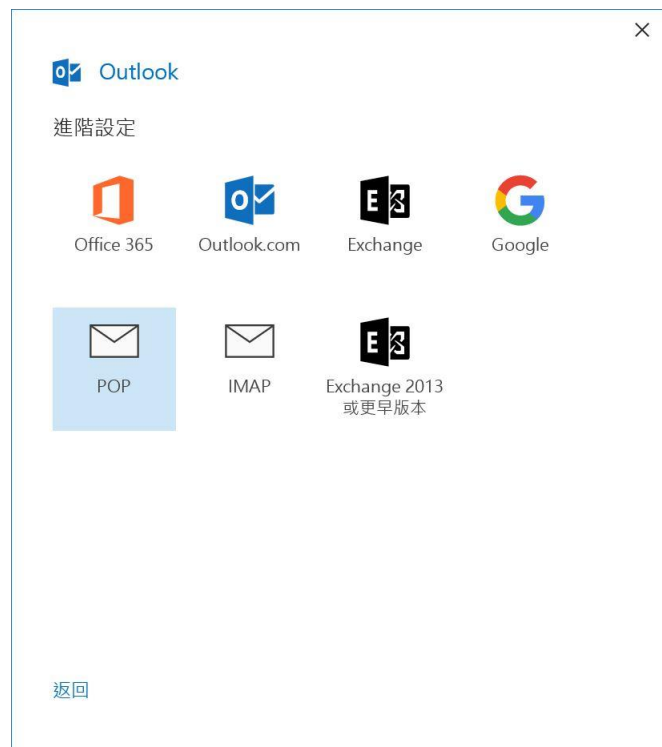 Outlook
進階設定
Office 365
Outlook.com
Exchange
Google
POP
IMAP
Exchange 2013
或更早版本
返回